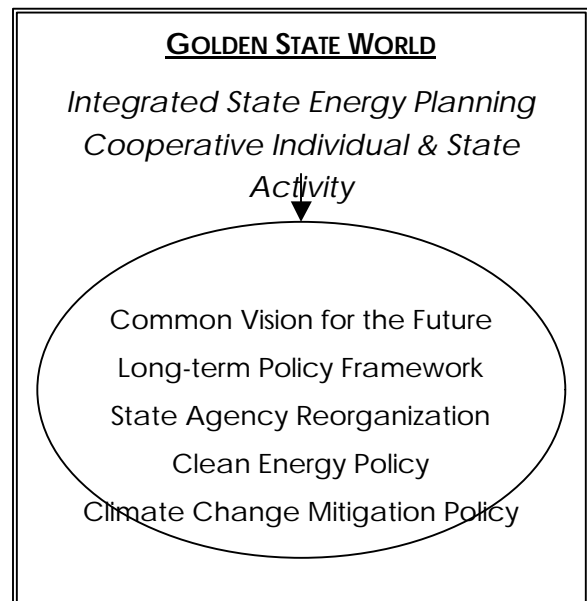 GOLDEN STATE WORLD
Integrated State Energy Planning
Cooperative Individual & State
Activity
Common Vision for the Future
Long-term Policy Framework
State Agency Reorganization
Clean Energy Policy
Climate Change Mitigation Policy